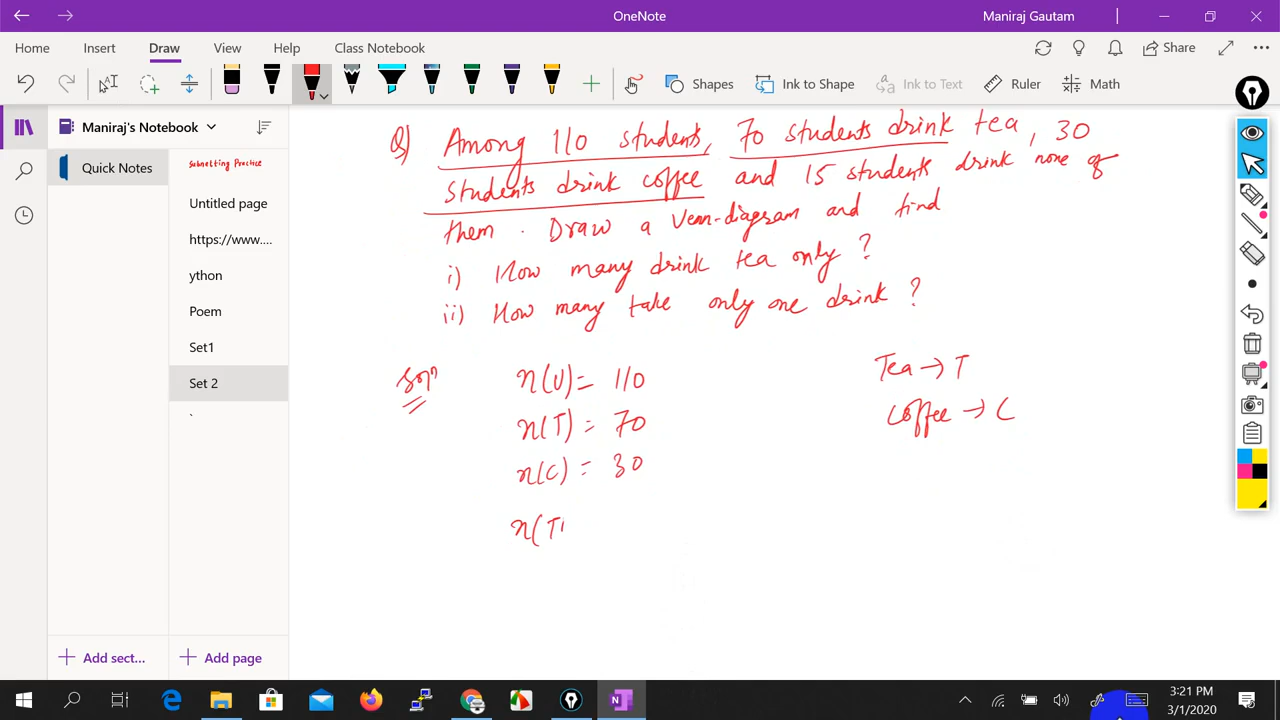 OneNote
Maniraj Gautam
Home Insert Draw View Help Class Notebook
Share
Shapes
Ink to Shape
Ink to Text
Ruler
Math
Maniraj's Notebook
Quick Notes
Subnetting Practice
Untitled page
https://www....
ython
Poem
Set1
Set 2
`
Add sect...
Add page
Q) Among 110 students, 70 students drink tea, 30
students drink coffee and 15 students drink none of
them. Draw a Venn-diagram and find
i) How many drink tea only?
ii) How many take only one drink?
Solⁿ
n(U) = 110
n(T) = 70
n(C) = 30
n(T
Tea → T
Coffee → C
3:21 PM
3/1/2020